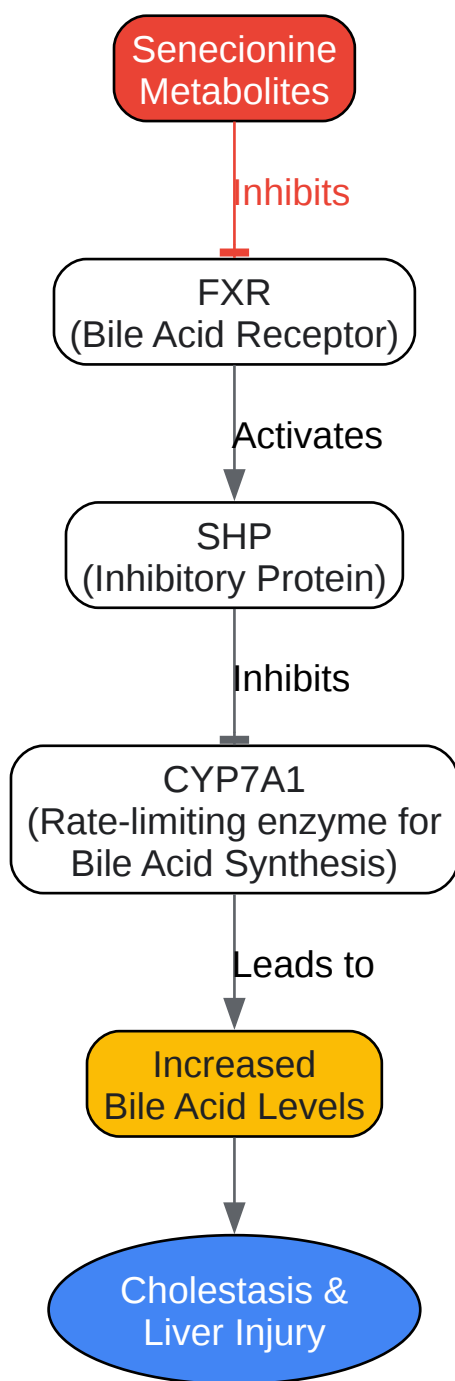 Senecionine
Metabolites
Inhibits
FXR
(Bile Acid Receptor)
Activates
SHP
(Inhibitory Protein)
Inhibits
CYP7A1
(Rate-limiting enzyme for
Bile Acid Synthesis)
Leads to
Increased
Bile Acid Levels
Cholestasis &
Liver Injury